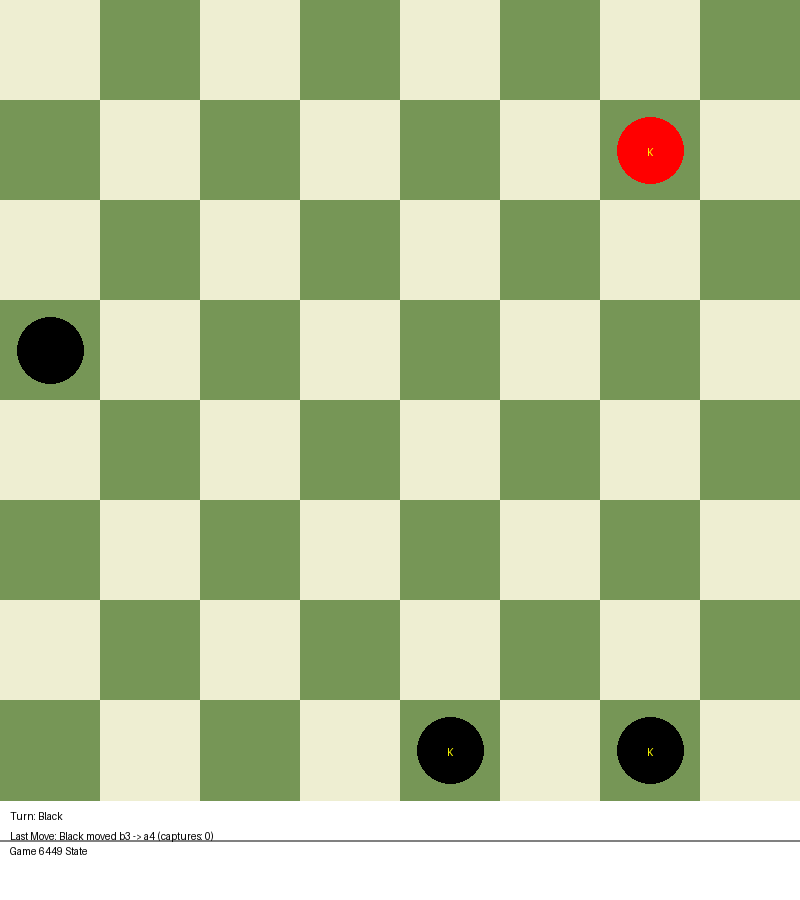 K
K
K
Turn: Black
Last Move: Black moved b3 -> a4 (captures: 0)
Game 6449 State